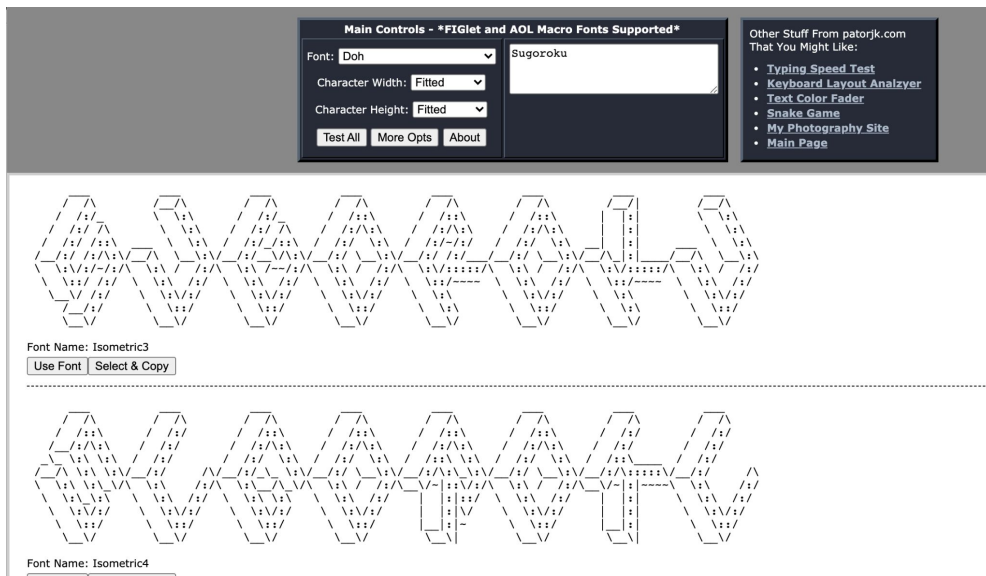 Main Controls - *FIGlet and AOL Macro Fonts Supported*
Font: Doh
Sugoroku
Character Width: Fitted
Character Height: Fitted
Test All More Opts About
Other Stuff From patorjk.com
That You Might Like:
• Typing Speed Test
• Keyboard Layout Analzyer
• Text Color Fader
• Snake Game
• My Photography Site
• Main Page
Font Name: Isometric3
Use Font Select & Copy
Font Name: Isometric4